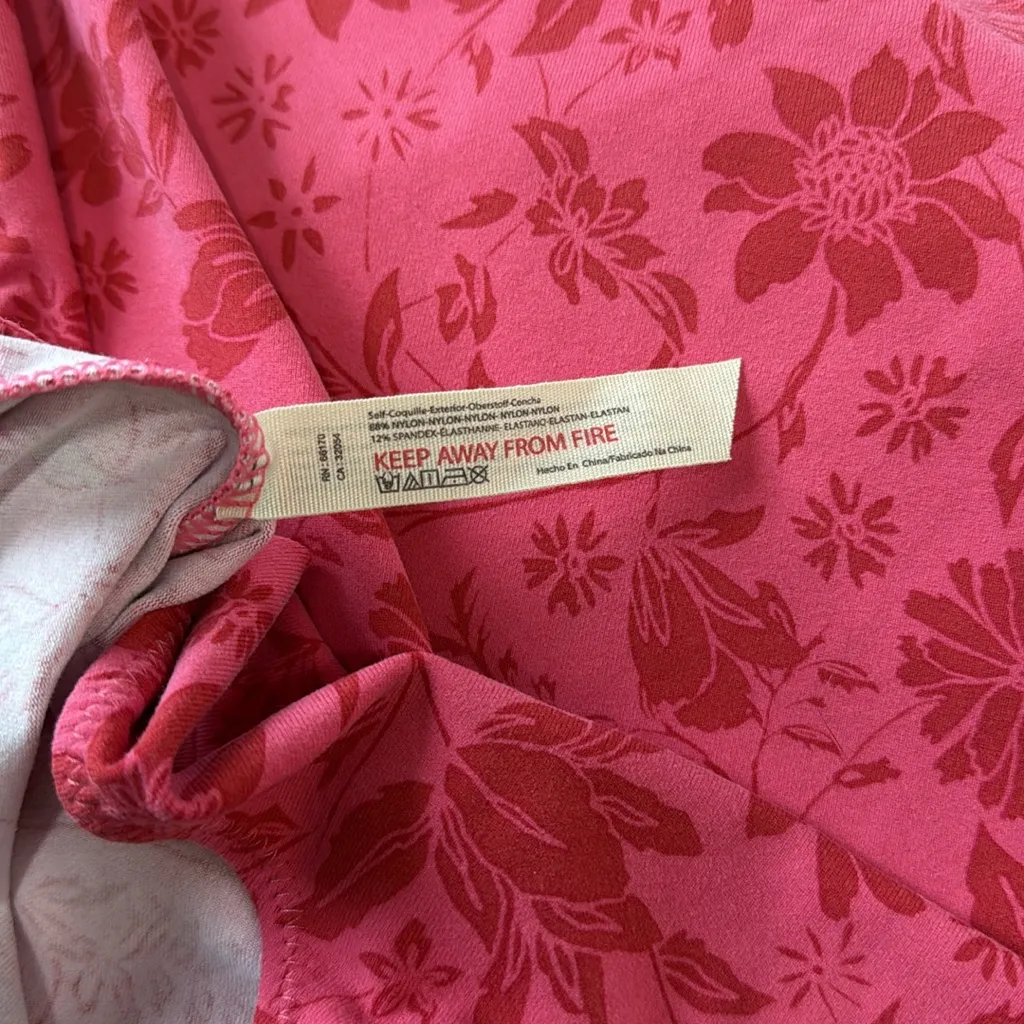 RN : 66170
CA : 32054
Self-Coquille-Exterior-Oberstoff-Concha
88% NYLON-NYLON-NYLON- NYLON-NYLON
12% SPANDEX-ÉLASTHANNE- ELASTANO-ELASTAN-ELASTAN
KEEP AWAY FROM FIRE
Hecho En China/Fabricado Na China